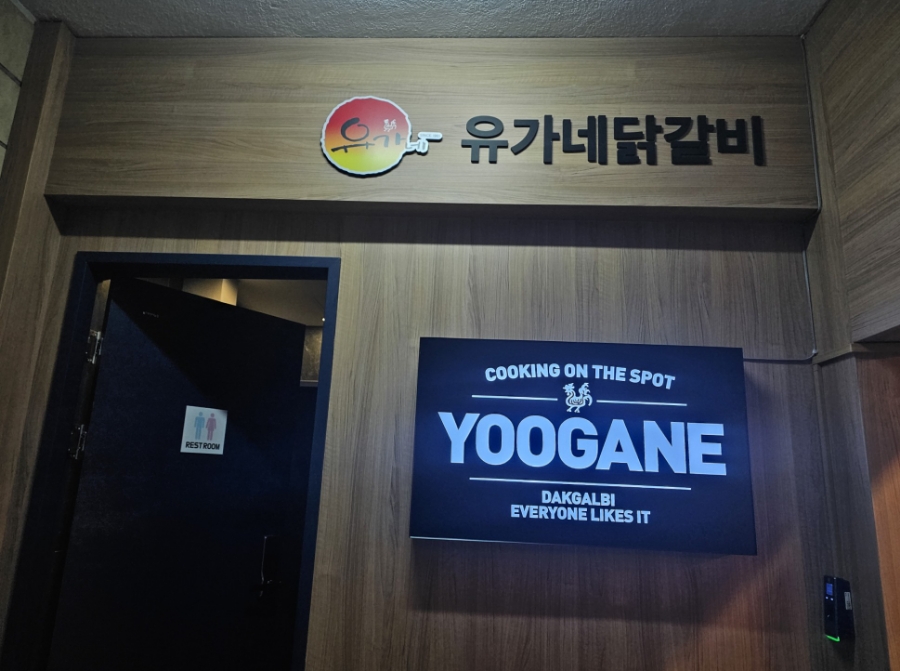 유가네
유가네닭갈비
COOKING ON THE SPOT
YOOGANE
DAKGALBI
EVERYONE LIKES IT
RESTROOM